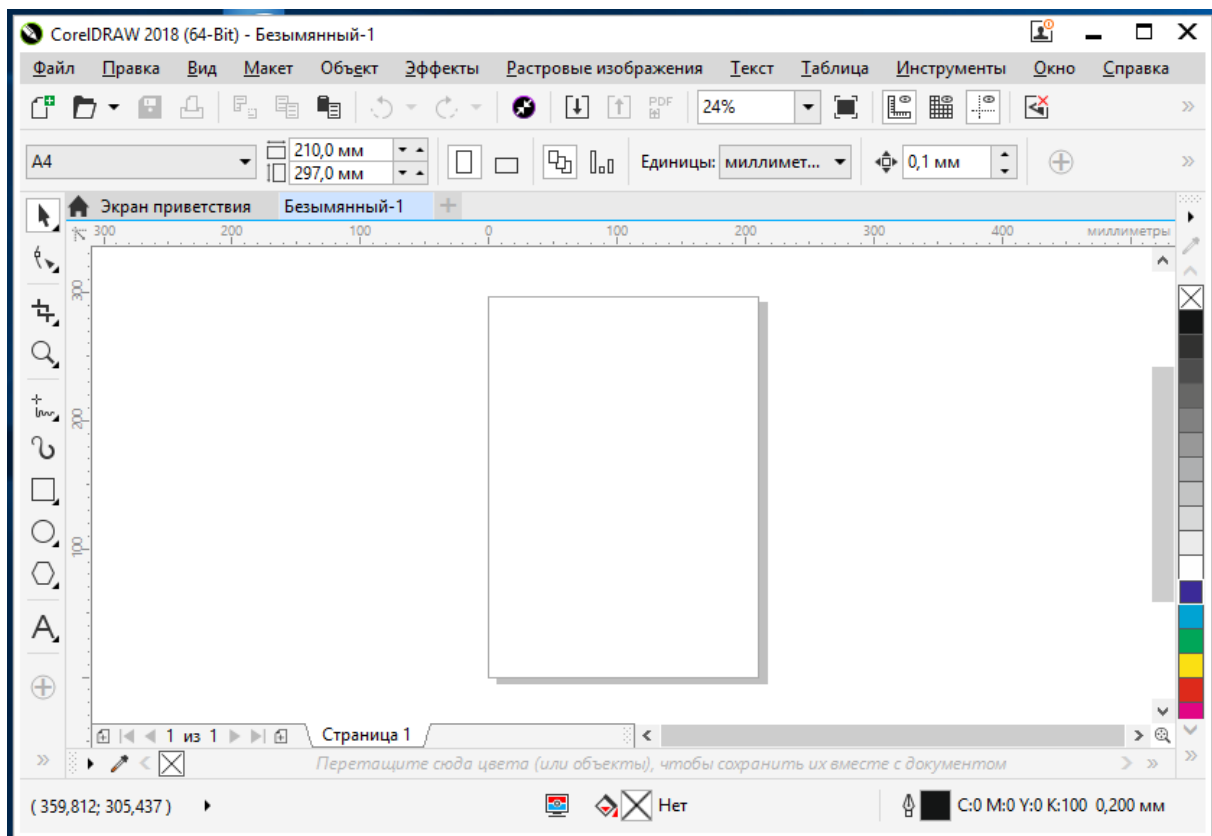 CorelDRAW 2018 (64-Bit) - Безымянный-1
Файл Правка Вид Макет Объект Эффекты Растровые изображения Текст Таблица Инструменты Окно Справка
PDF 24%
A4 210,0 мм Единицы: миллимет... 0,1 мм
297,0 мм
Экран приветствия Безымянный-1
300 200 100 0 100 200 300 400 миллиметры
300
200
100
1 из 1 Страница 1
Перетащите сюда цвета (или объекты), чтобы сохранить их вместе с документом
( 359,812; 305,437 ) Нет C:0 M:0 Y:0 K:100 0,200 мм